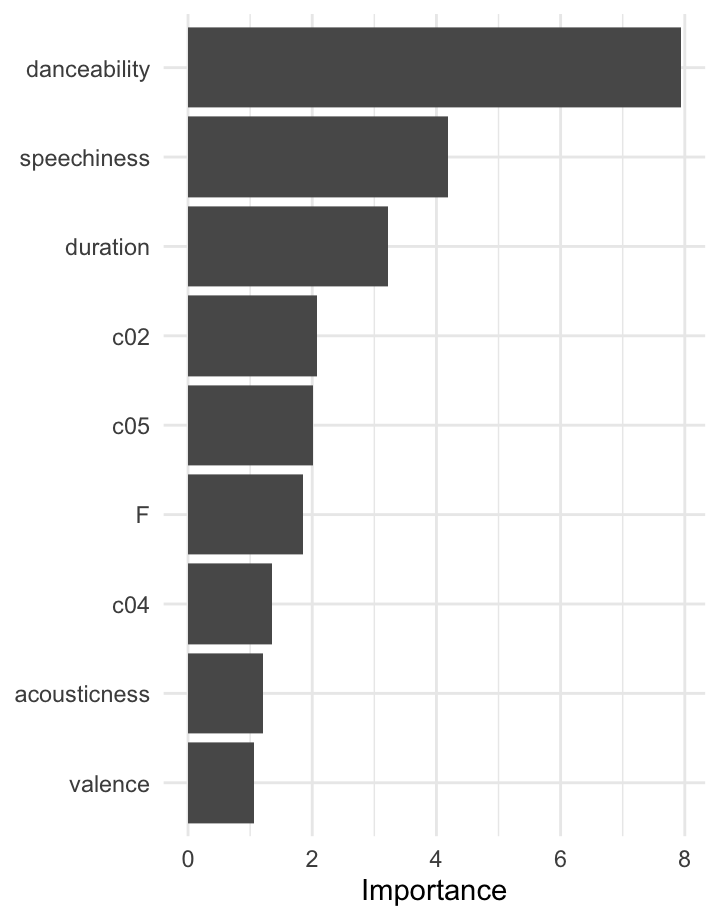 danceability
speechiness
duration
c02
c05
F
c04
acousticness
valence
0 2 4 6 8
Importance